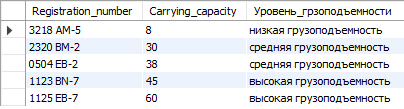 Registration_number Carrying_capacity Уровень_грзоподъемности
3218 AM-5 8 низкая грузоподъемность
2320 BM-2 30 средняя грузоподъемность
0504 EB-2 38 средняя грузоподъемность
1123 BN-7 45 высокая грузоподъемность
1125 EB-7 60 высокая грузоподъемность